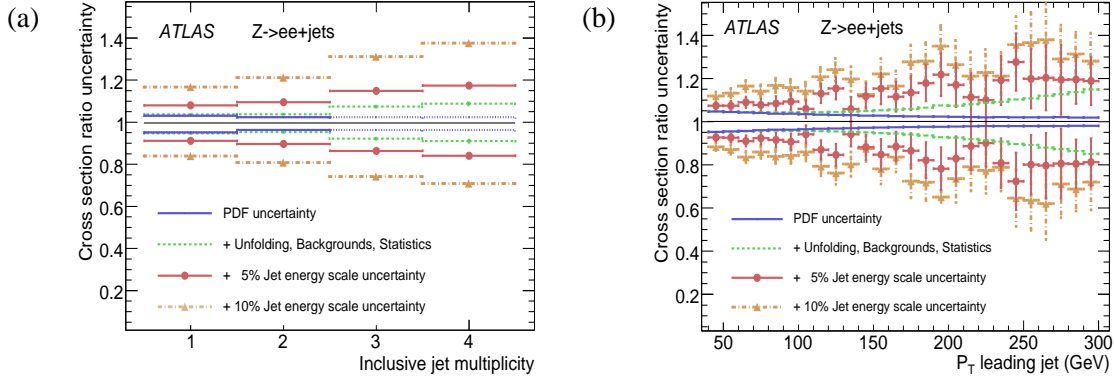 (a)
ATLAS Z->ee+jets
Cross section ratio uncertainty
1.4
1.2
1
0.8
0.6
0.4
0.2
PDF uncertainty
+ Unfolding, Backgrounds, Statistics
+ 5% Jet energy scale uncertainty
+ 10% Jet energy scale uncertainty
1 2 3 4
Inclusive jet multiplicity
(b)
ATLAS Z->ee+jets
Cross section ratio uncertainty
1.4
1.2
1
0.8
0.6
0.4
0.2
PDF uncertainty
+ Unfolding, Backgrounds, Statistics
+ 5% Jet energy scale uncertainty
+ 10% Jet energy scale uncertainty
50 100 150 200 250 300
P_T leading jet (GeV)